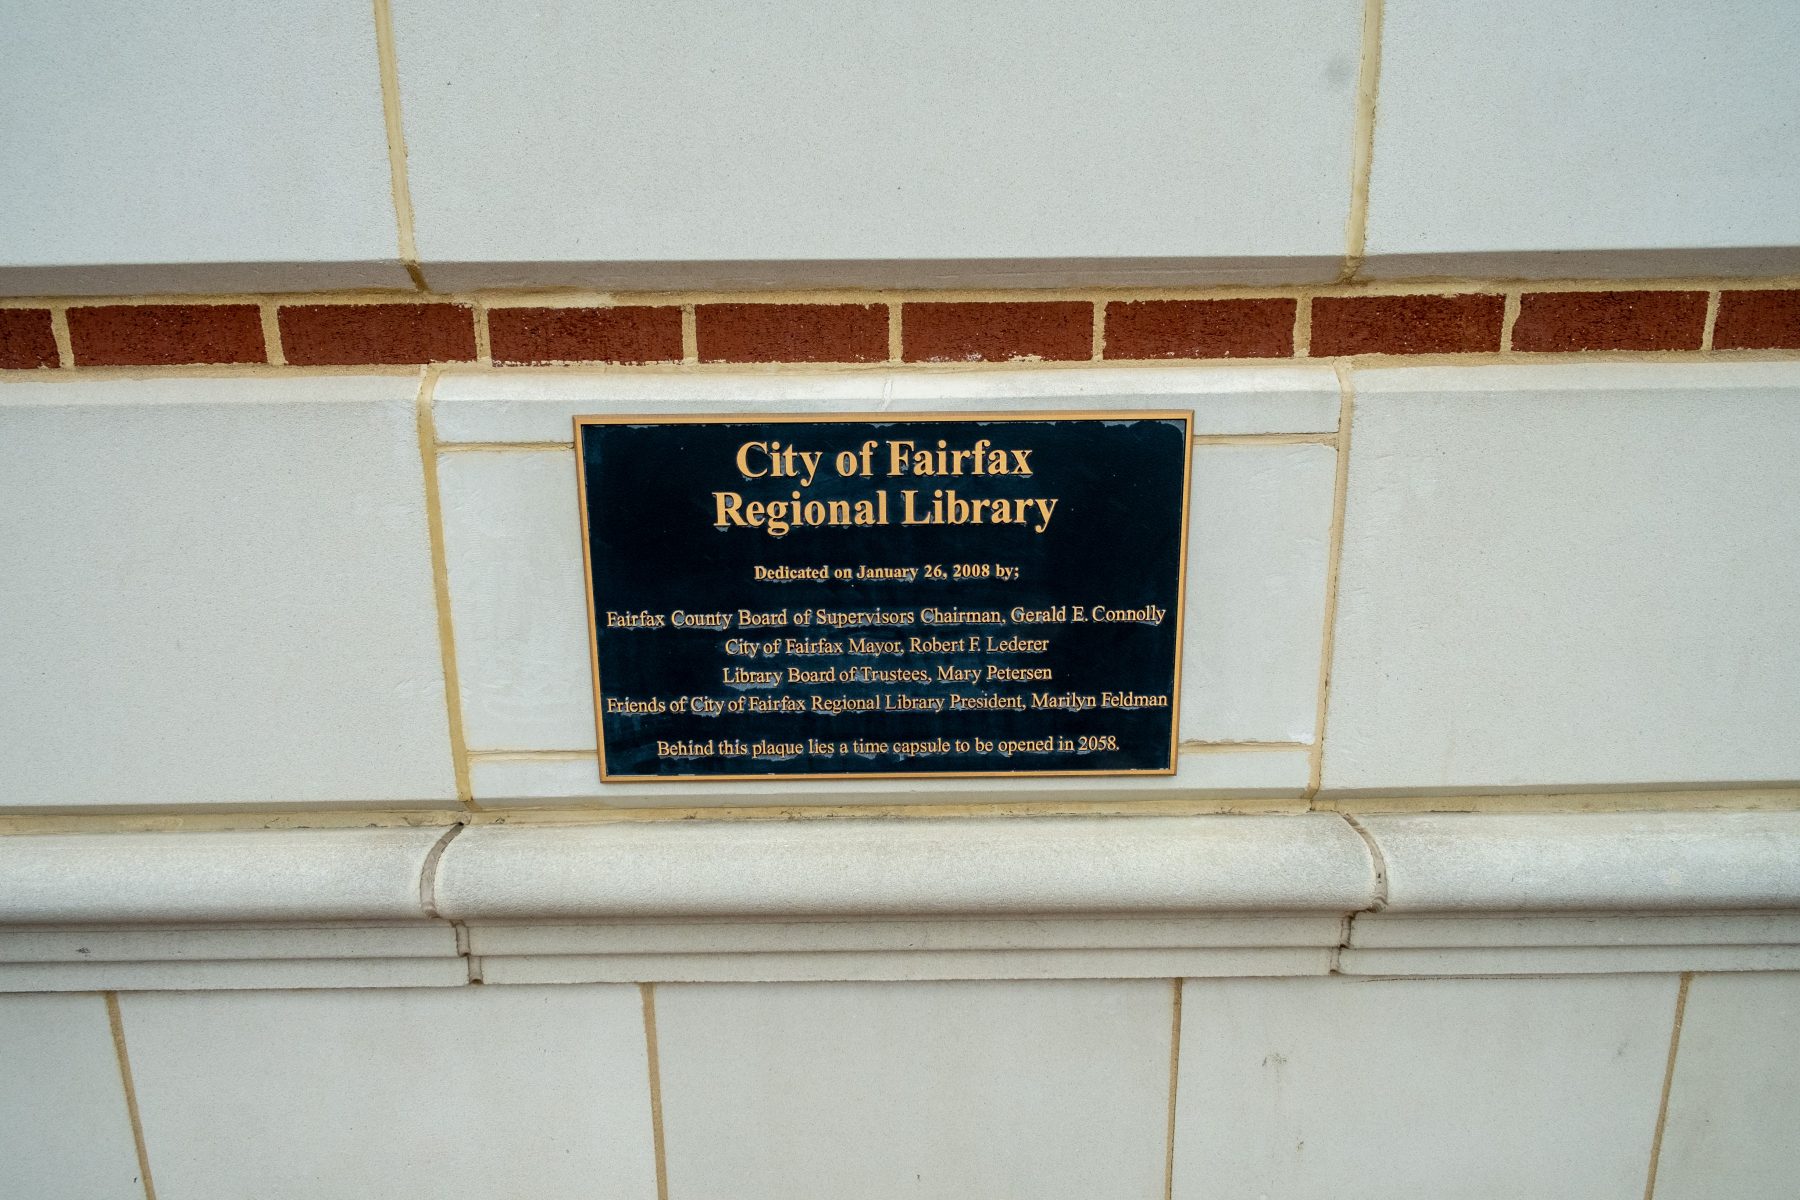 City of Fairfax
Regional Library
Dedicated on January 26, 2008 by;
Fairfax County Board of Supervisors Chairman, Gerald E. Connolly
City of Fairfax Mayor, Robert F. Lederer
Library Board of Trustees, Mary Petersen
Friends of City of Fairfax Regional Library President, Marilyn Feldman
Behind this plaque lies a time capsule to be opened in 2058.